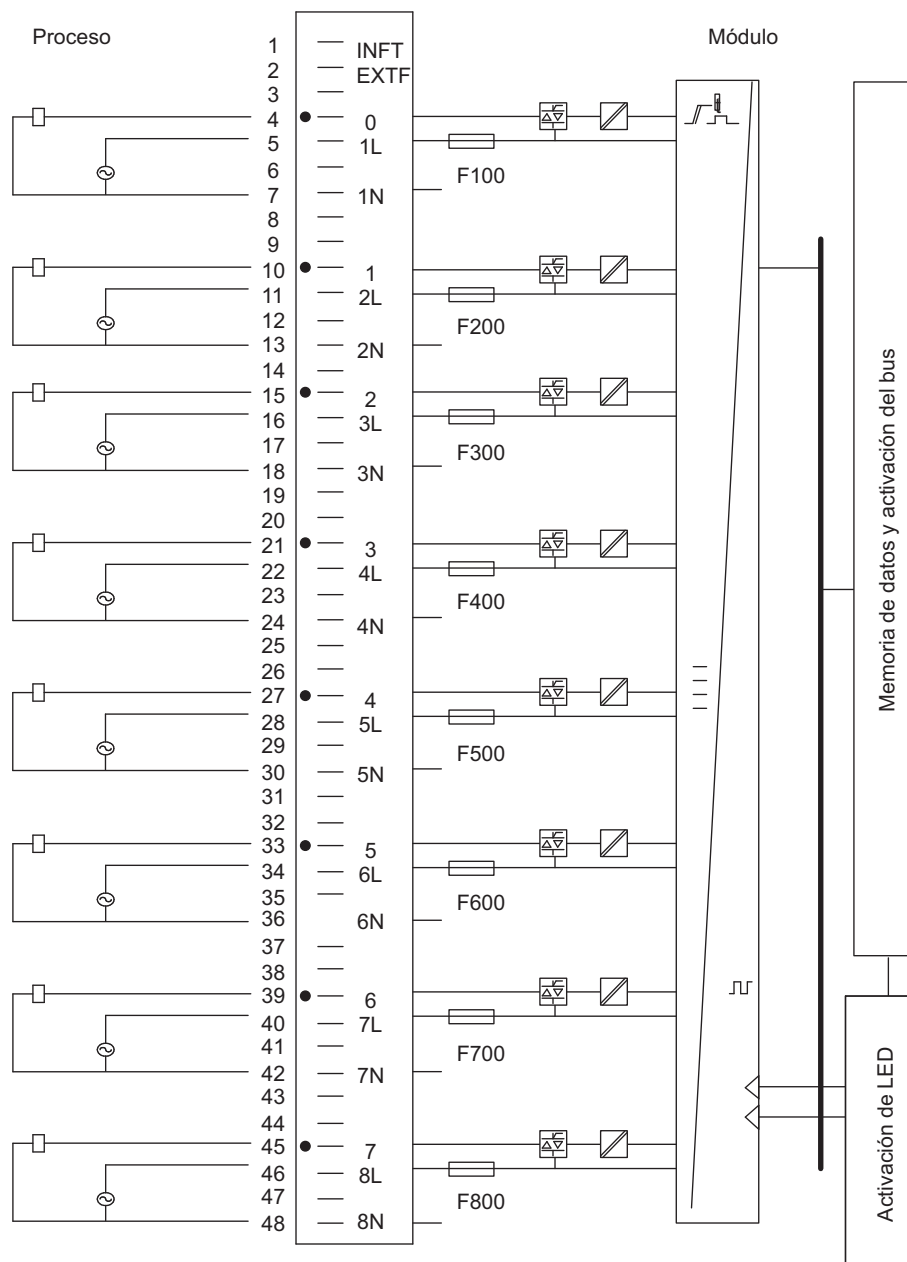 Proceso
Módulo
1 INFT
2 EXTF
3
4 0
5 1L
F100
6
7 1N
8
9
10 1
11 2L
F200
12
13 2N
14
15 2
16 3L
F300
17
18 3N
19
20
21 3
22 4L
F400
23
24 4N
25
26
27 4
28 5L
F500
29
30 5N
31
32
33 5
34 6L
F600
35
36 6N
37
38
39 6
40 7L
F700
41
42 7N
43
44
45 7
46 8L
F800
47
48 8N
Memoria de datos y activación del bus
Activación de LED